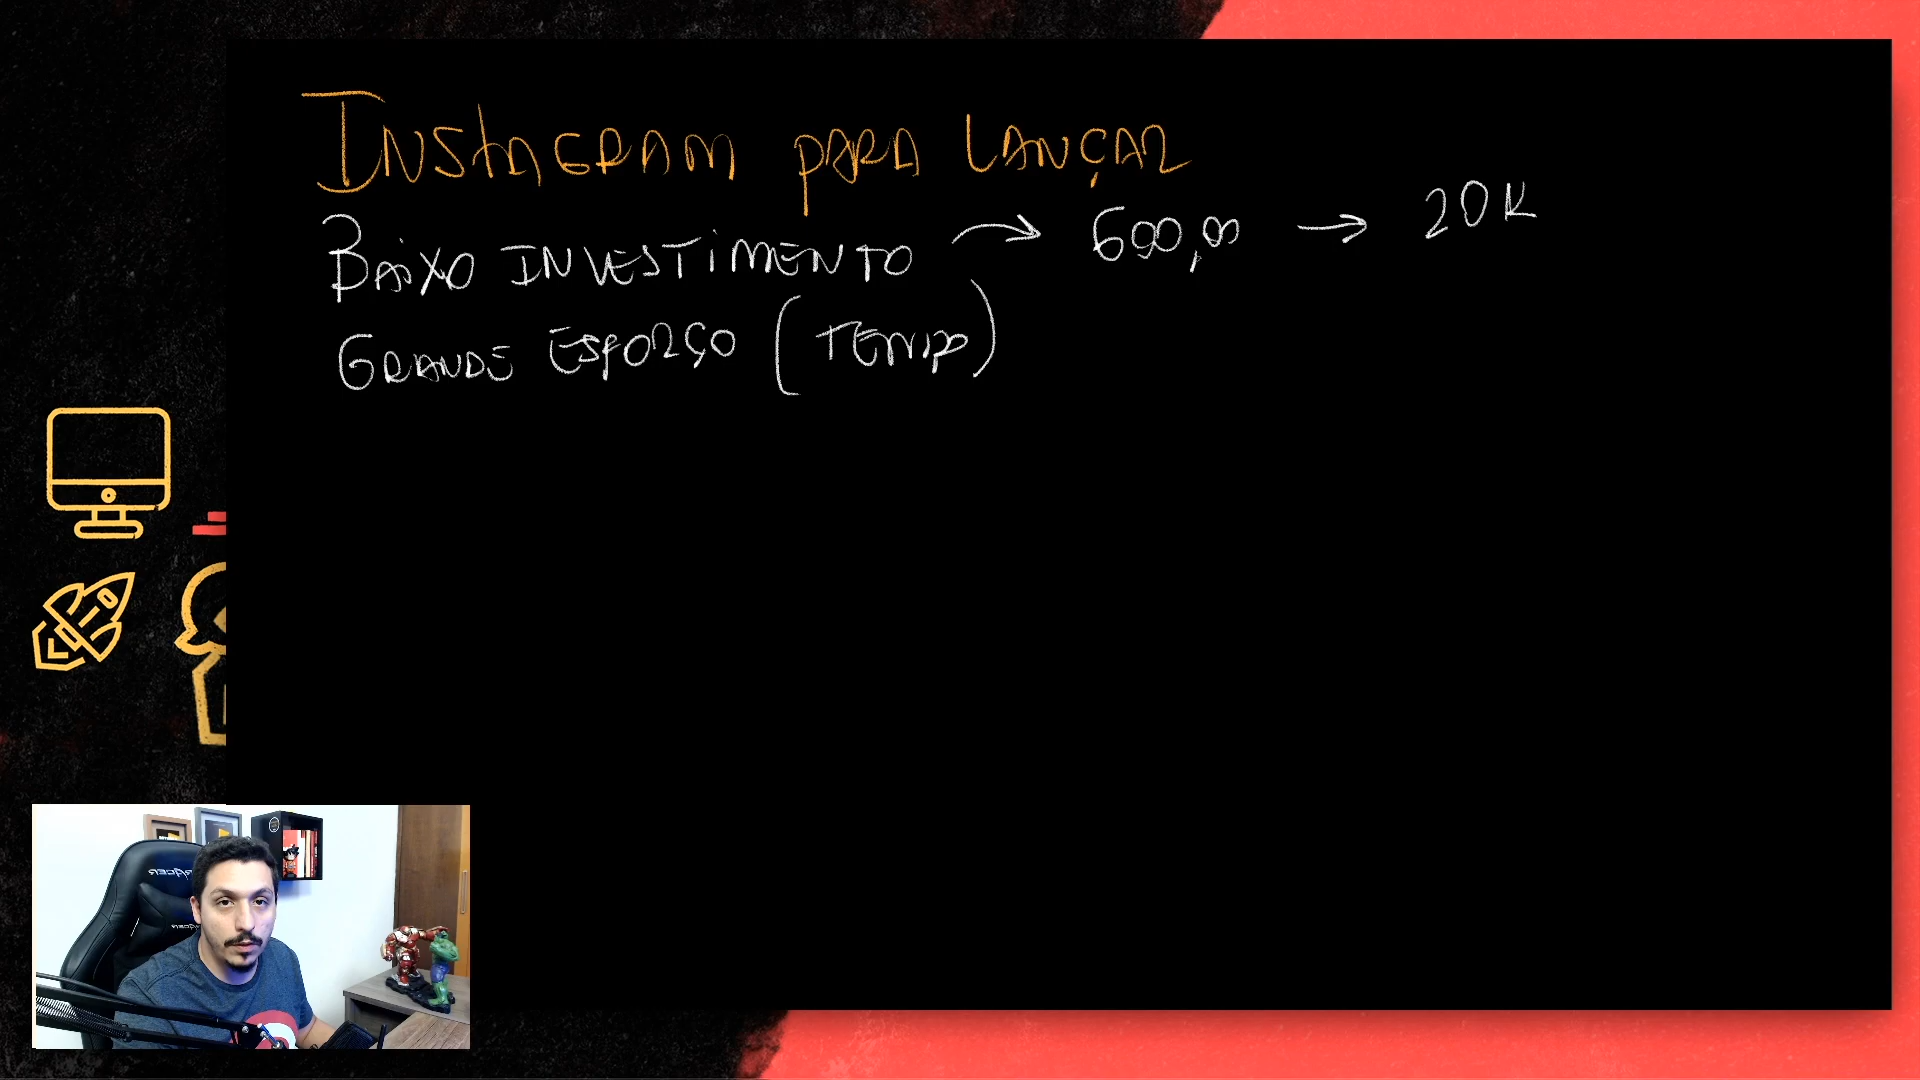 INSTAGRAM PARA LANÇAR
BAIXO INVESTIMENTO → 600,00 → 20K
GRANDE ESFORÇO (TEMPO)